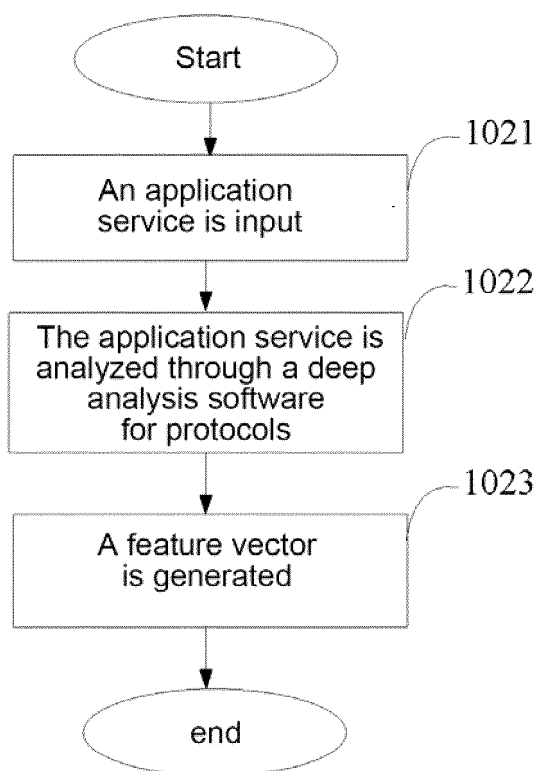 Start
1021
An application
service is input
1022
The application service is
analyzed through a deep
analysis software
for protocols
1023
A feature vector
is generated
end